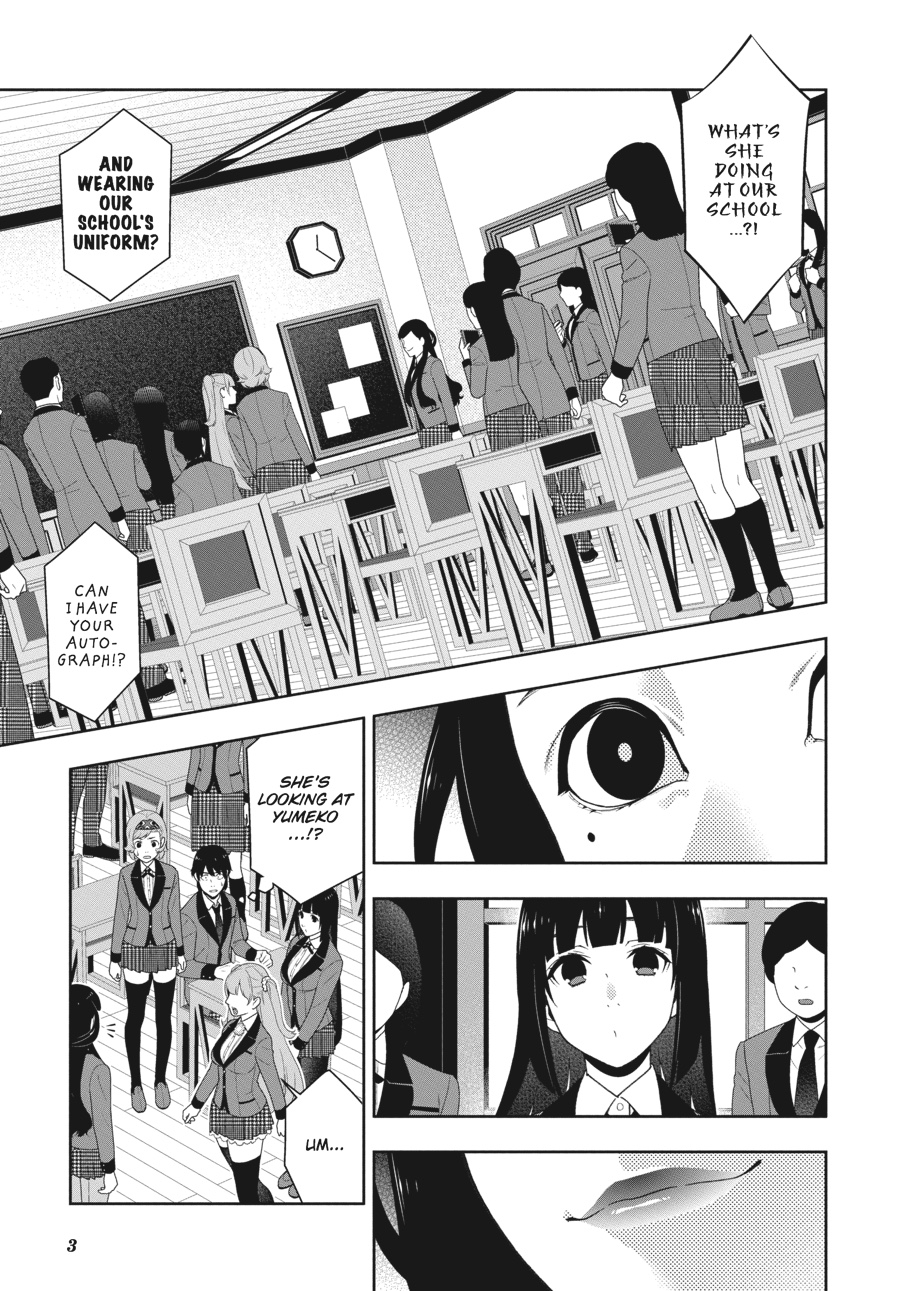 WHAT'S
SHE
DOING
AT OUR
SCHOOL
...?!
AND
WEARING
OUR
SCHOOL'S
UNIFORM?
CAN
I HAVE
YOUR
AUTO-
GRAPH!?
SHE'S
LOOKING AT
YUMEKO
...!?
UM...
3